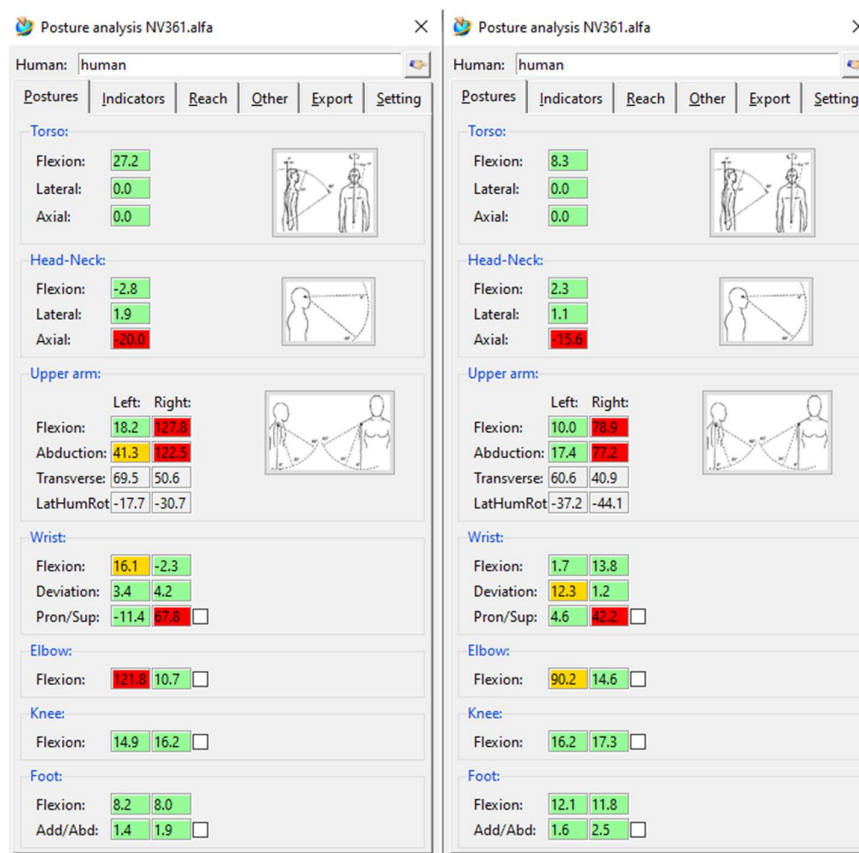 Posture analysis NV361.alfa
Human: human
Postures Indicators Reach Other Export Setting
Torso:
Flexion: 27.2
Lateral: 0.0
Axial: 0.0
Head-Neck:
Flexion: -2.8
Lateral: 1.9
Axial: -20.0
Upper arm:
Left: Right:
Flexion: 18.2 127.8
Abduction: 41.3 122.5
Transverse: 69.5 50.6
LatHumRot -17.7 -30.7
Wrist:
Flexion: 16.1 -2.3
Deviation: 3.4 4.2
Pron/Sup: -11.4 67.8
Elbow:
Flexion: 121.8 10.7
Knee:
Flexion: 14.9 16.2
Foot:
Flexion: 8.2 8.0
Add/Abd: 1.4 1.9
Posture analysis NV361.alfa
Human: human
Postures Indicators Reach Other Export Setting
Torso:
Flexion: 8.3
Lateral: 0.0
Axial: 0.0
Head-Neck:
Flexion: 2.3
Lateral: 1.1
Axial: -15.6
Upper arm:
Left: Right:
Flexion: 10.0 78.9
Abduction: 17.4 77.2
Transverse: 60.6 40.9
LatHumRot -37.2 -44.1
Wrist:
Flexion: 1.7 13.8
Deviation: 12.3 1.2
Pron/Sup: 4.6 42.2
Elbow:
Flexion: 90.2 14.6
Knee:
Flexion: 16.2 17.3
Foot:
Flexion: 12.1 11.8
Add/Abd: 1.6 2.5